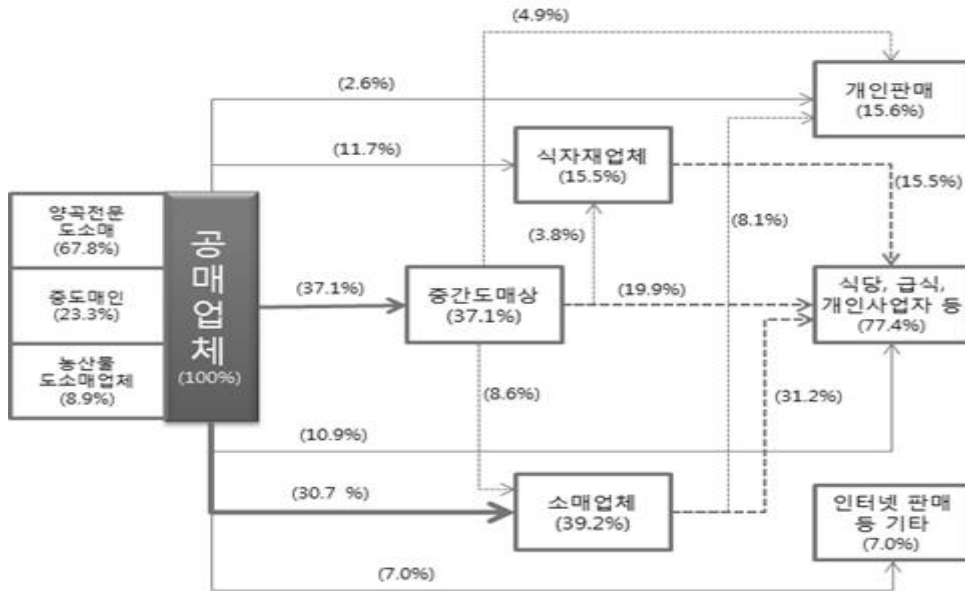 (4.9%)
(2.6%)
개인판매
(15.6%)
(11.7%)
식자재업체
(15.5%)
(15.5%)
양곡전문
도소매
(67.8%)
중도매인
(23.3%)
농산물
도소매업체
(8.9%)
공매업체
(100%)
(3.8%)
(8.1%)
(37.1%)
중간도매상
(37.1%)
(19.9%)
식당, 급식,
개인사업자 등
(77.4%)
(8.6%)
(31.2%)
(10.9%)
(30.7 %)
소매업체
(39.2%)
인터넷 판매
등 기타
(7.0%)
(7.0%)